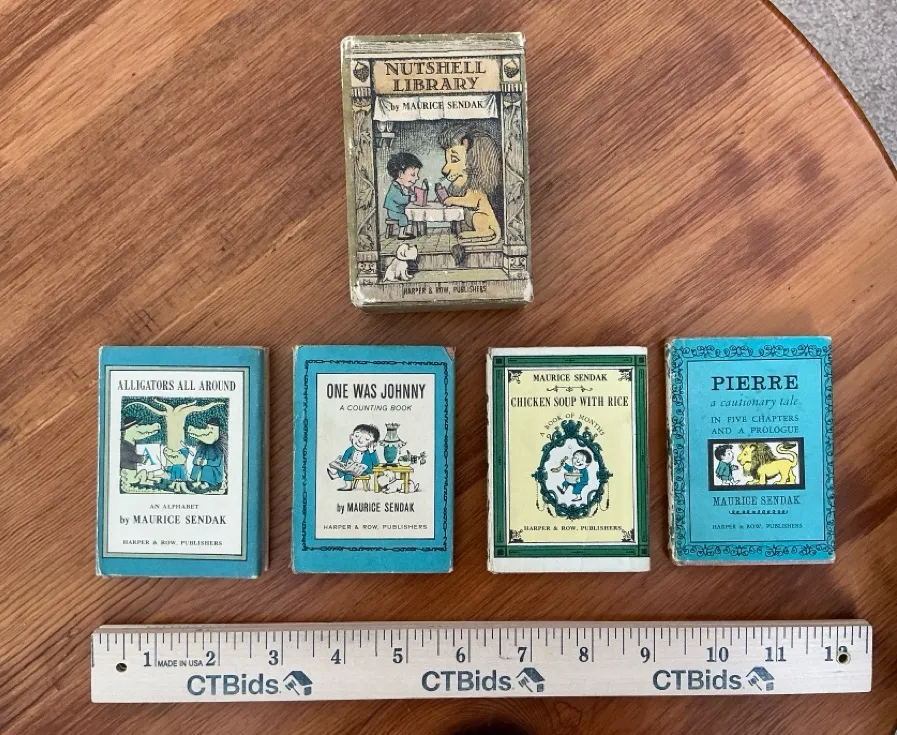 NUTSHELL
LIBRARY
by MAURICE SENDAK
HARPER & ROW, PUBLISHERS
ALLIGATORS ALL AROUND
A
AN ALPHABET
by MAURICE SENDAK
HARPER & ROW, PUBLISHERS
ONE WAS JOHNNY
A COUNTING BOOK
by MAURICE SENDAK
HARPER & ROW, PUBLISHERS
MAURICE SENDAK
CHICKEN SOUP WITH RICE
A BOOK OF MONTHS
HARPER & ROW, PUBLISHERS
PIERRE
a cautionary tale
IN FIVE CHAPTERS
AND A PROLOGUE
MAURICE SENDAK
HARPER & ROW, PUBLISHERS
1 MADE IN USA 2 3 4 5 6 7 8 9 10 11 12
CTBids CTBids CTBids